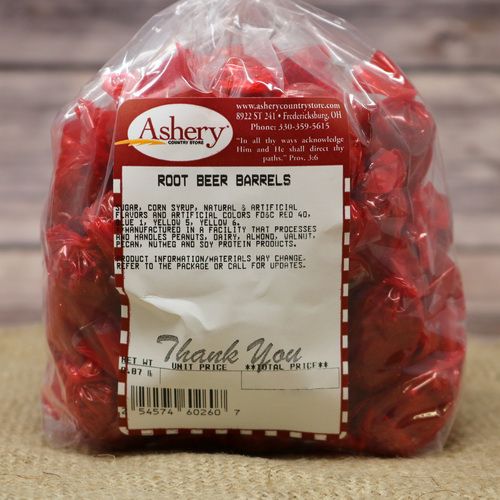 Ashery
COUNTRY STORE
www.asherycountrystore.com
8922 ST 241 • Fredericksburg, OH
Phone: 330-359-5615
"In all thy ways acknowledge
Him and He shall direct thy
paths," Prov. 3:6
ROOT BEER BARRELS
SUGAR, CORN SYRUP, NATURAL & ARTIFICIAL
FLAVORS AND ARTIFICIAL COLORS FD&C RED 40,
BLUE 1, YELLOW 5, YELLOW 6.
*MANUFACTURED IN A FACILITY THAT PROCESSES
AND HANDLES PEANUTS, DAIRY, ALMOND, WALNUT,
PECAN, NUTMEG AND SOY PROTEIN PRODUCTS.
PRODUCT INFORMATION/MATERIALS MAY CHANGE.
REFER TO THE PACKAGE OR CALL FOR UPDATES.
Thank You
NET WT UNIT PRICE **TOTAL PRICE**
.87 lb
54574 60260 7